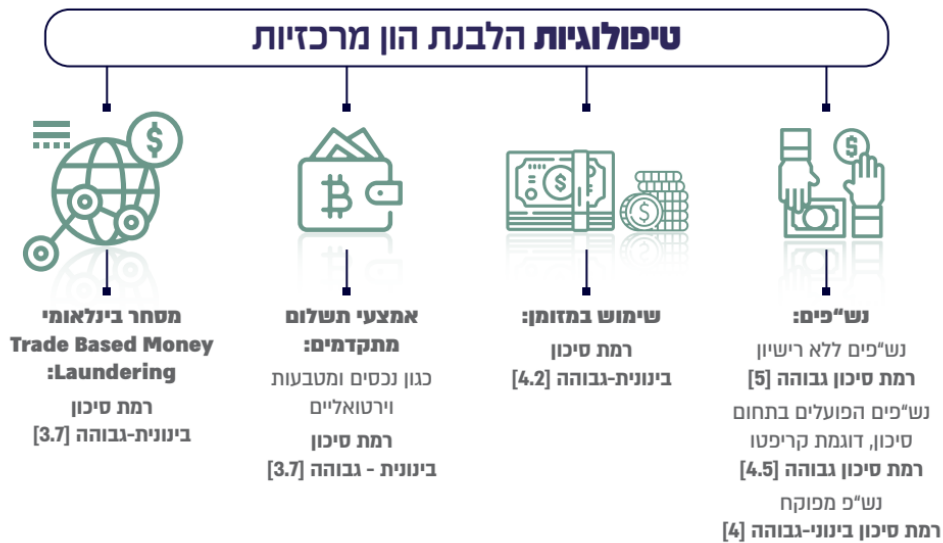 טיפולוגיות הלבנת הון מרכזיות
נש"פים:
נש"פים ללא רישיון
רמת סיכון גבוהה [5]
נש"פים הפועלים בתחום
סיכון, דוגמת קריפטו
רמת סיכון גבוהה [4.5]
נש"פ מפוקח
רמת סיכון בינוני-גבוהה [4]
שימוש במזומן:
רמת סיכון
בינונית-גבוהה [4.2]
אמצעי תשלום
מתקדמים:
כגון נכסים ומטבעות
וירטואליים
רמת סיכון
בינונית - גבוהה [3.7]
מסחר בינלאומי
Trade Based Money
Laundering:
רמת סיכון
בינונית-גבוהה [3.7]